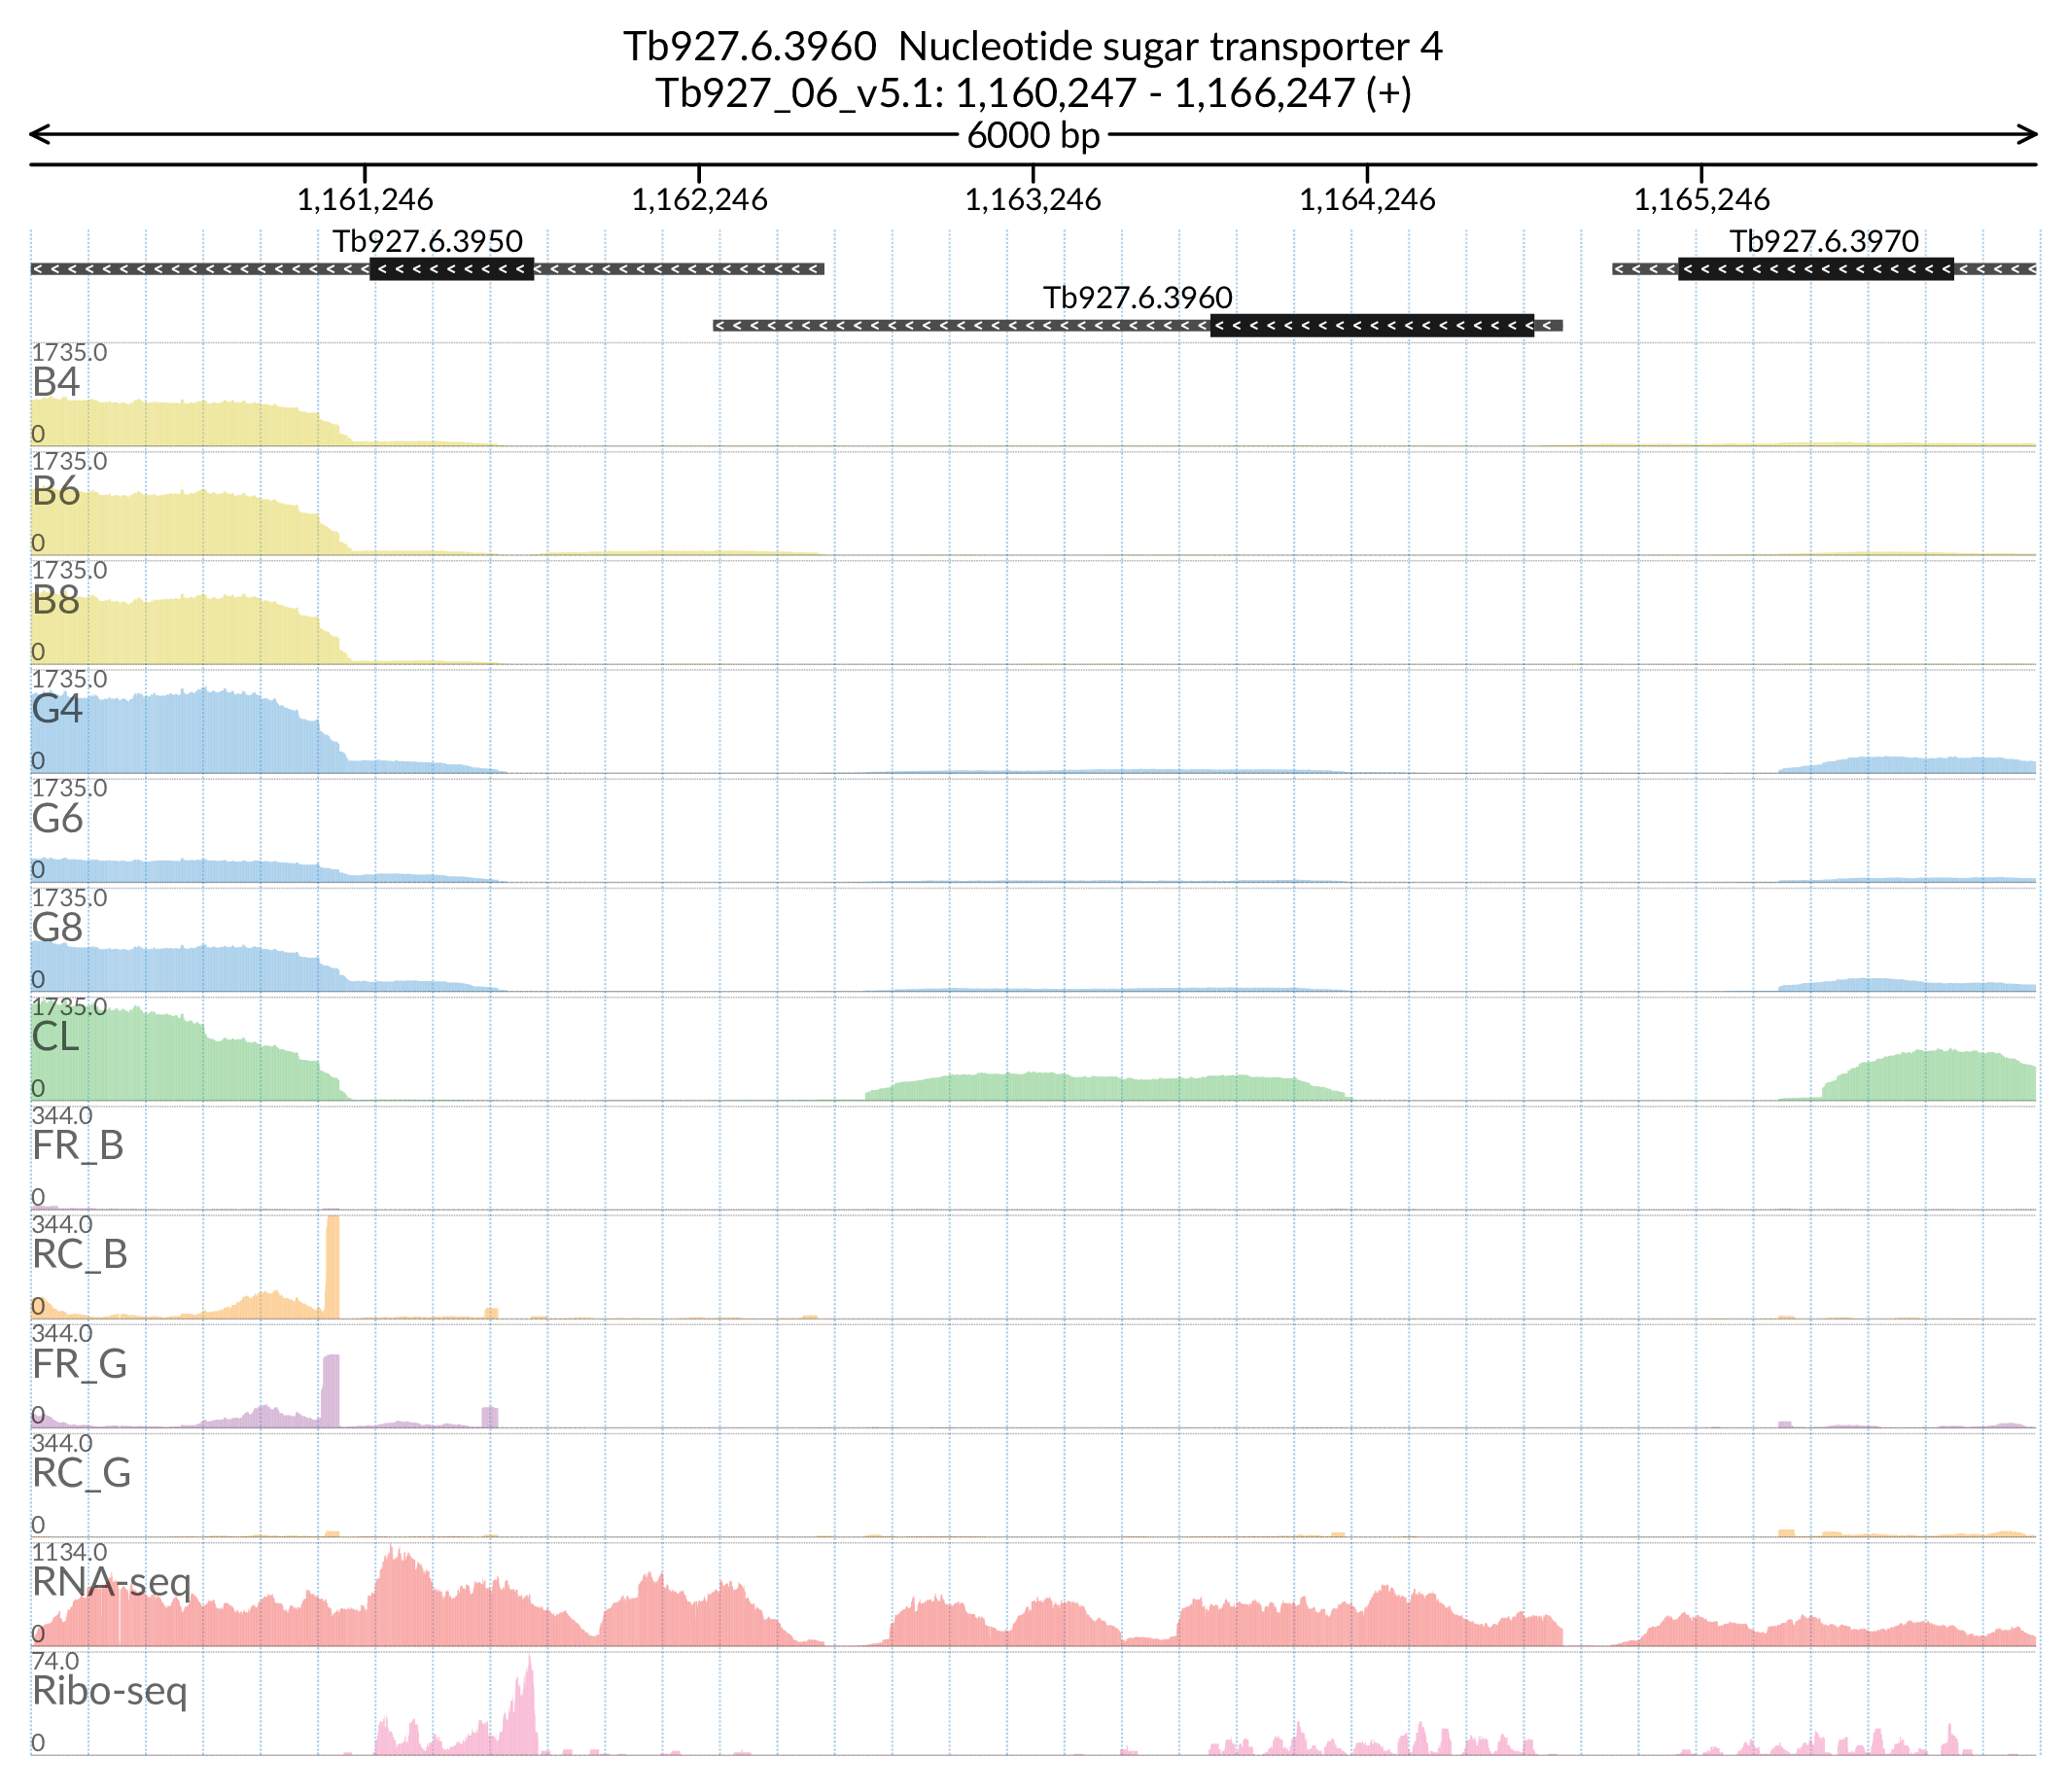 Tb927.6.3960  Nucleotide sugar transporter 4
Tb927_06_v5.1: 1,160,247 - 1,166,247 (+)
6000 bp
1,161,246 1,162,246 1,163,246 1,164,246 1,165,246
Tb927.6.3950 Tb927.6.3970
Tb927.6.3960
1735.0
B4
0
1735.0
B6
0
1735.0
B8
0
1735.0
G4
0
1735.0
G6
0
1735.0
G8
0
1735.0
CL
0
344.0
FR_B
0
344.0
RC_B
0
344.0
FR_G
0
344.0
RC_G
0
1134.0
RNA-seq
0
74.0
Ribo-seq
0